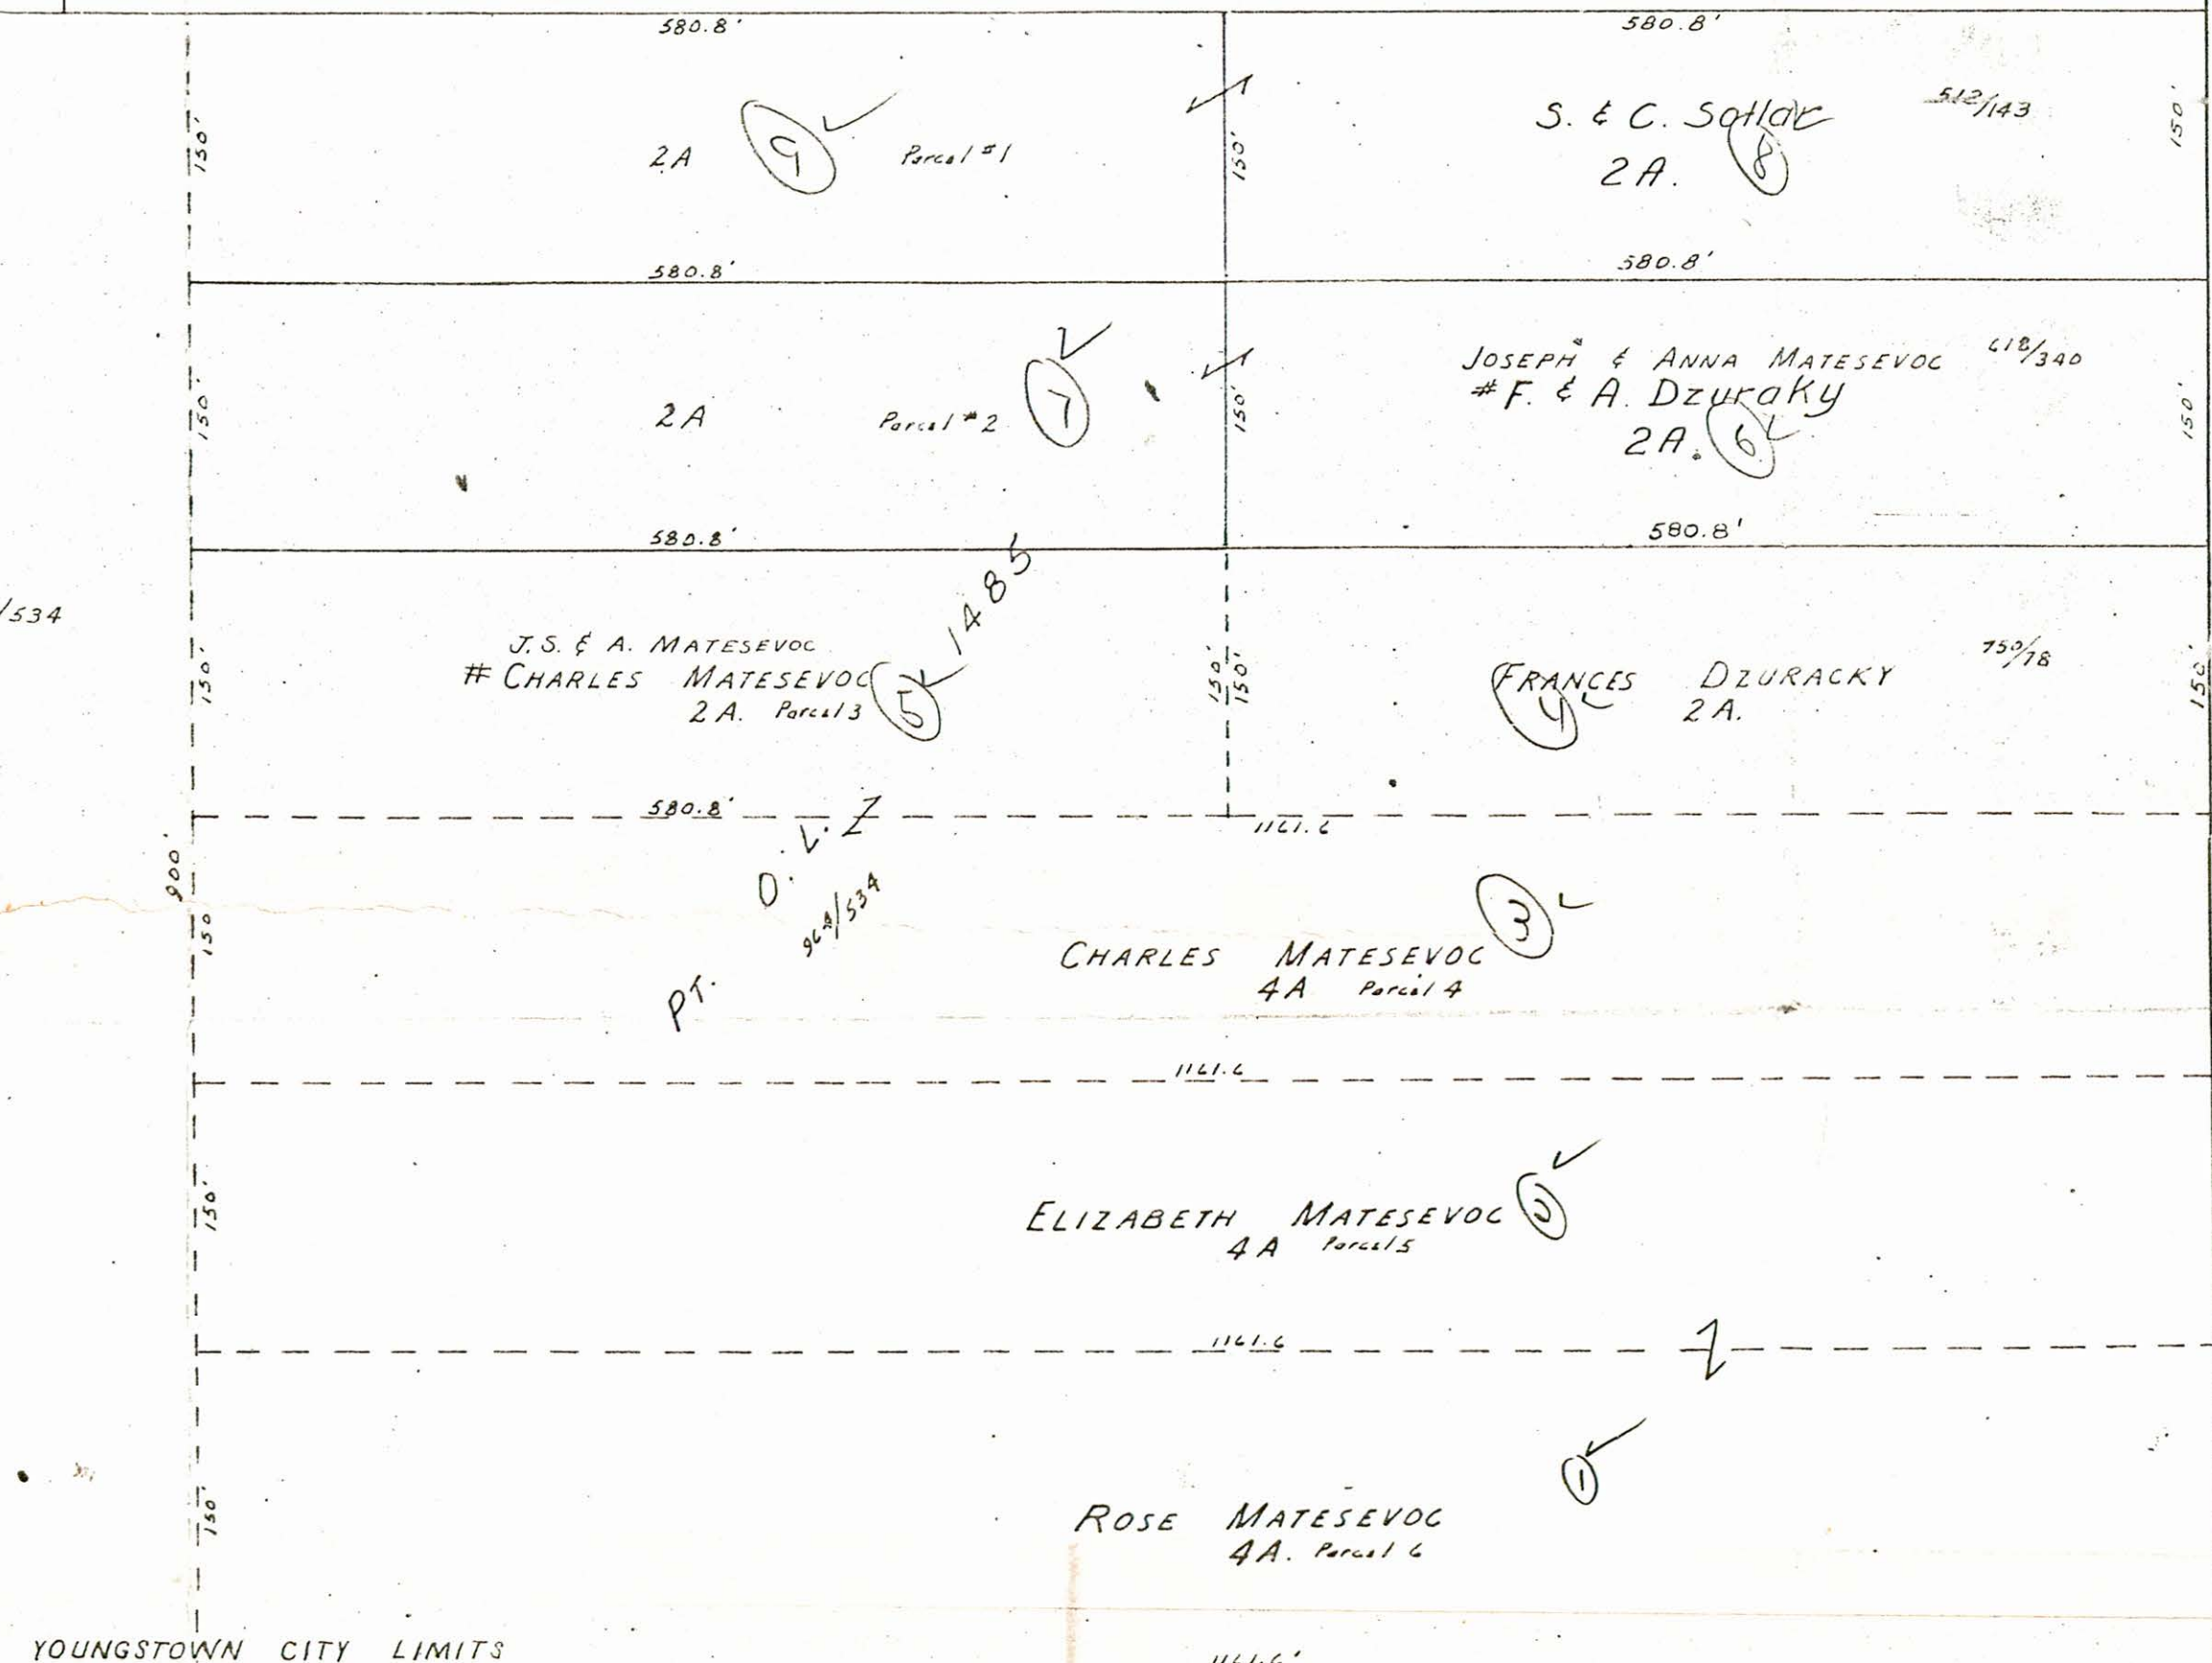 580.8'
580.8'
150'
2A
9
Parcel #1
150'
S. & C. Sotlar
512/143
2A.
8
150'
580.8'
580.8'
150'
2A
Parcel #2
7
150'
JOSEPH & ANNA MATESEVOC
618/340
# F. & A. Dzuraky
2A.
6
150'
580.8'
580.8'
/534
150'
J.S. & A. MATESEVOC
# CHARLES MATESEVOC
2A. Parcel 3
5
1485
150'
150'
FRANCES DZURACKY
750/78
2A.
4
150'
580.8'
1161.6
900'
150'
PT. O. L.
/534
CHARLES MATESEVOC
3
4A Parcel 4
1161.6
150'
ELIZABETH MATESEVOC
2
4A Parcel 5
1161.6
150'
1
ROSE MATESEVOC
4A. Parcel 6
YOUNGSTOWN CITY LIMITS
1161.6'